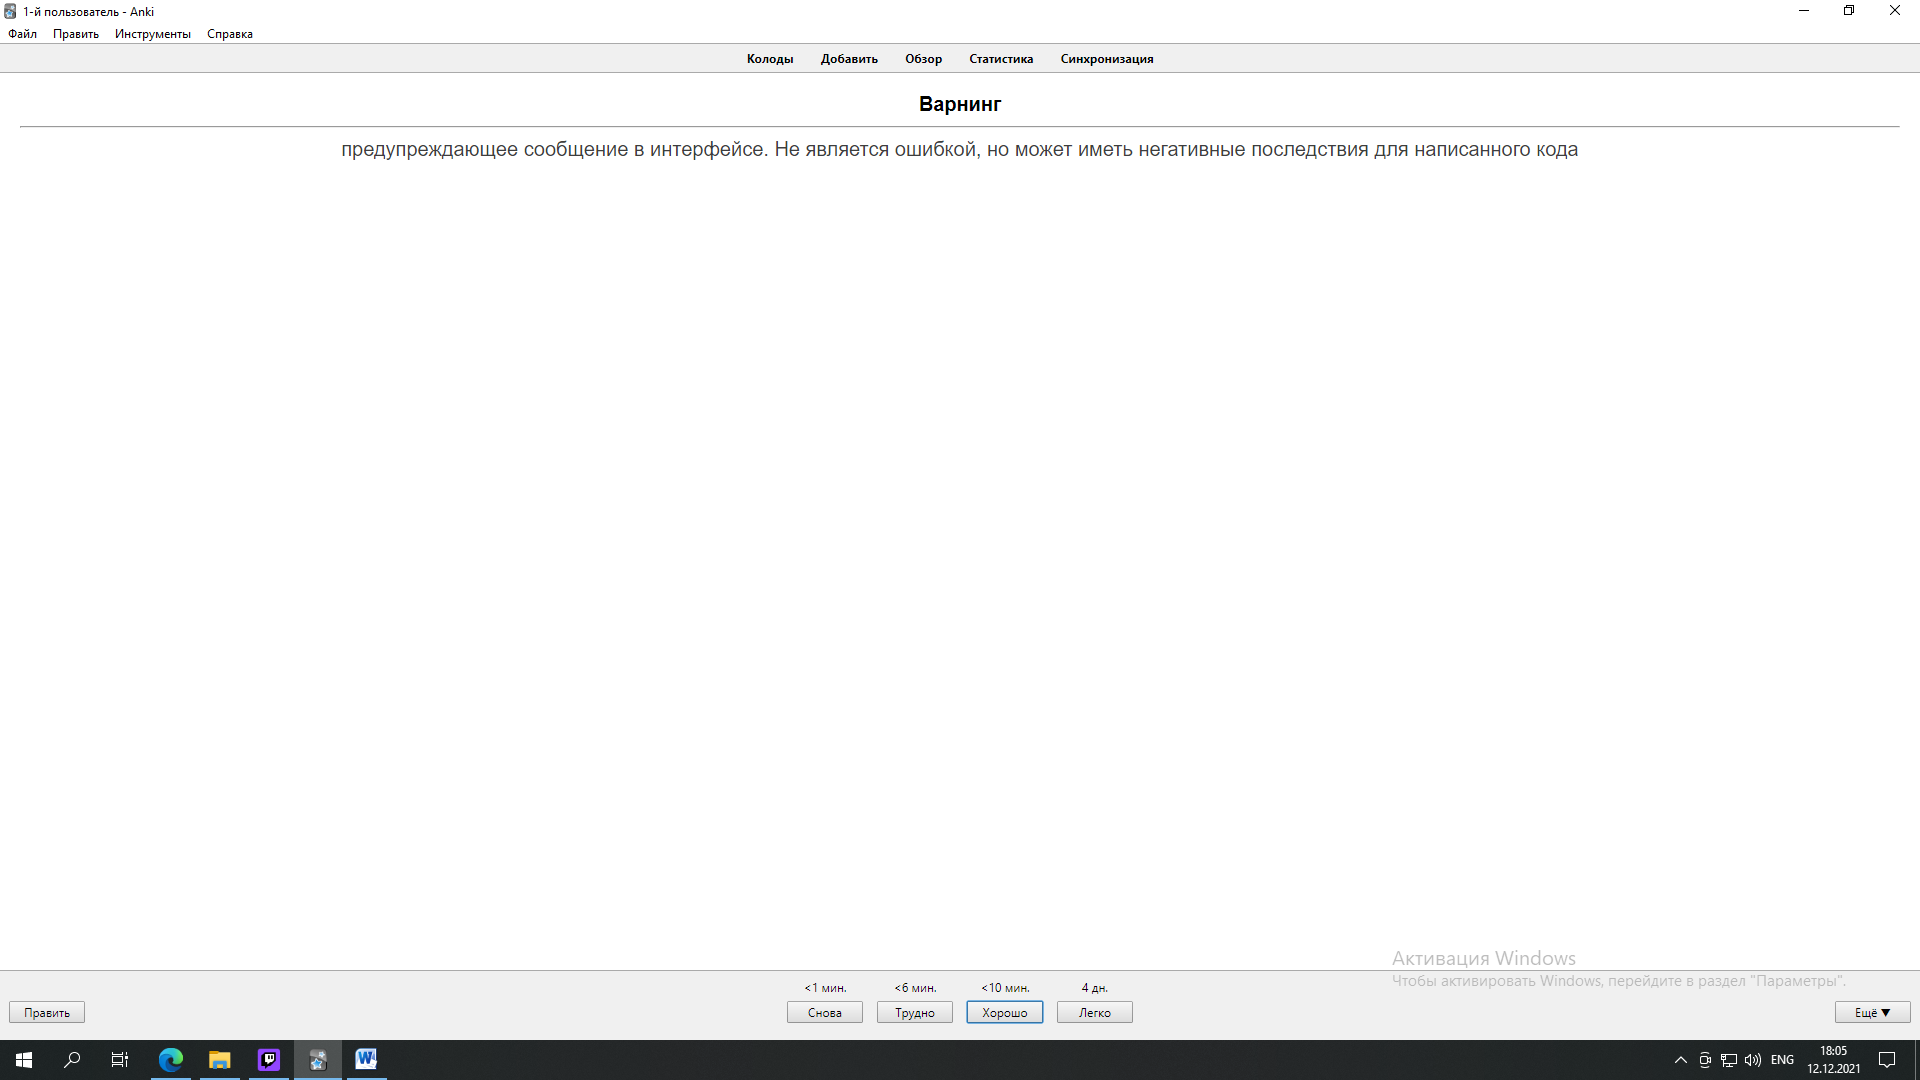 1-й пользователь - Anki
Файл Править Инструменты Справка
Колоды Добавить Обзор Статистика Синхронизация
Варнинг
предупреждающее сообщение в интерфейсе. Не является ошибкой, но может иметь негативные последствия для написанного кода
Активация Windows
Чтобы активировать Windows, перейдите в раздел "Параметры".
<1 мин. <6 мин. <10 мин. 4 дн.
Править Снова Трудно Хорошо Легко Ещё ▼
ENG
18:05
12.12.2021